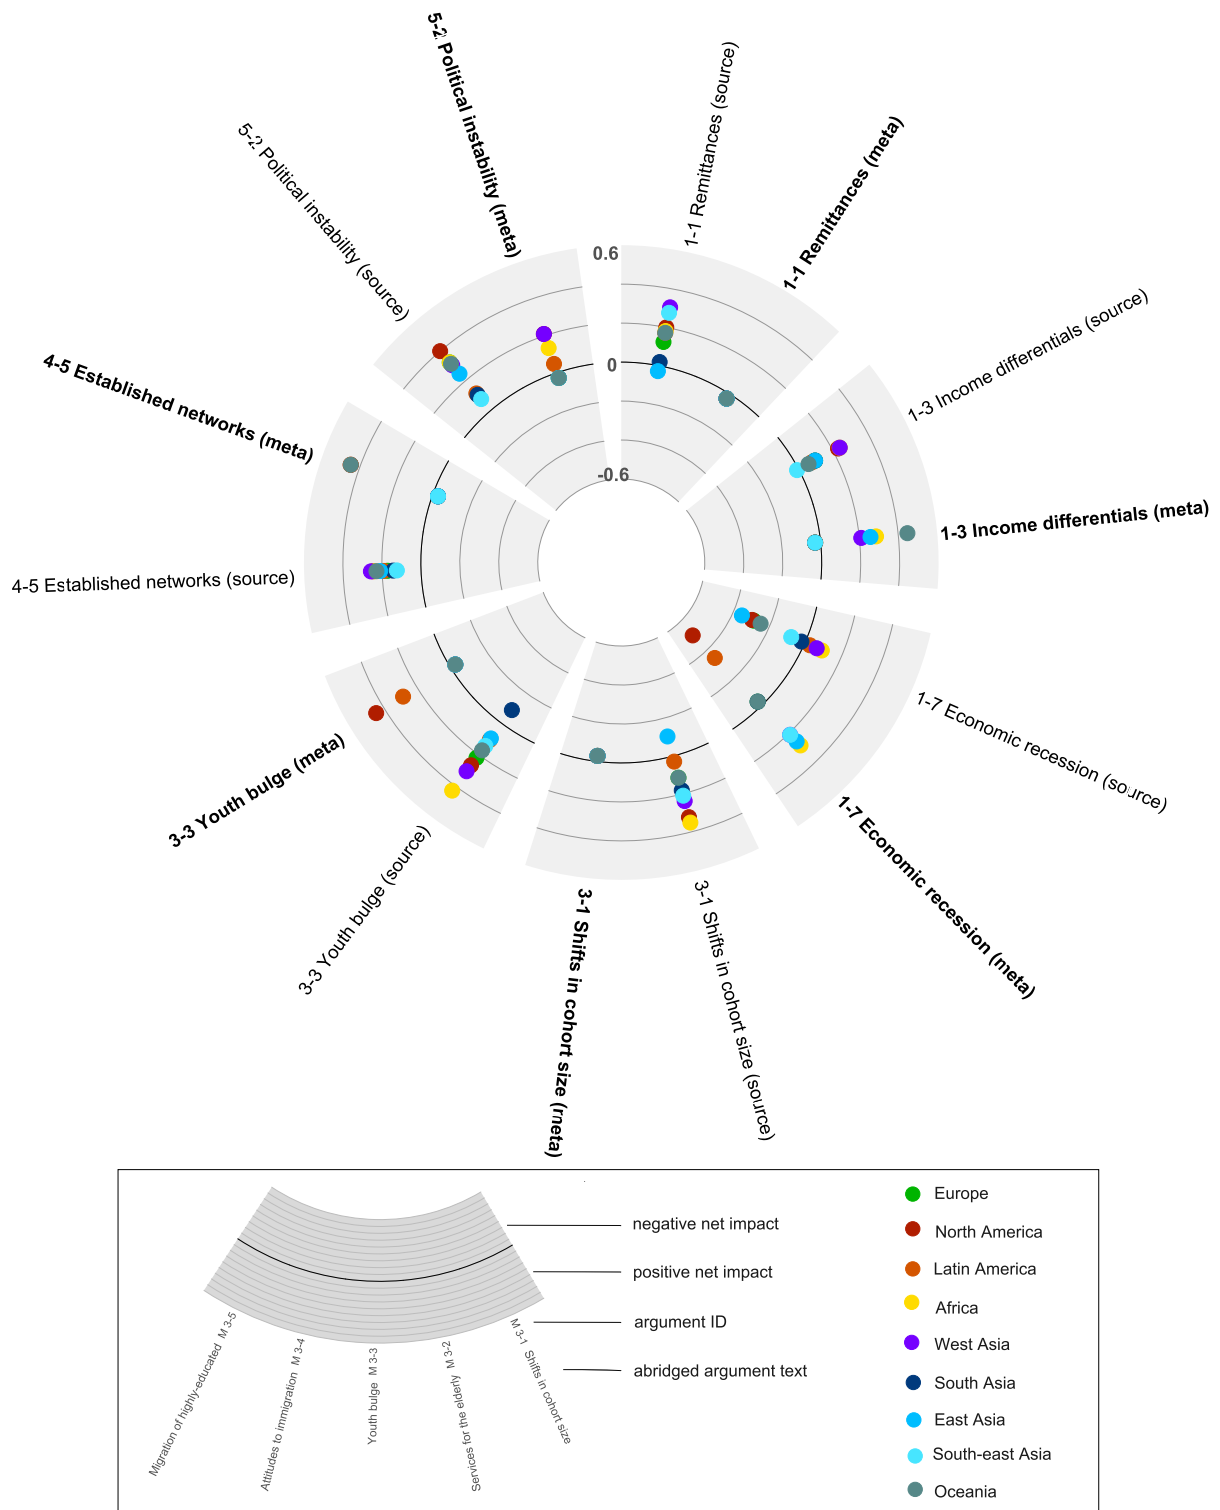 5-2 Political instability (meta)
1-1 Remittances (source)
1-1 Remittances (meta)
5-2 Political instability (source)
0.6
1-3 Income differentials (source)
4-5 Established networks (meta)
0
-0.6
1-3 Income differentials (meta)
4-5 Established networks (source)
1-7 Economic recession (source)
3-3 Youth bulge (meta)
1-7 Economic recession (meta)
3-3 Youth bulge (source)
3-1 Shifts in cohort size (meta)
3-1 Shifts in cohort size (source)
negative net impact
positive net impact
argument ID
abridged argument text
Migration of highly-educated M 3-5
Attitudes to immigration M 3-4
Youth bulge M 3-3
Services for the elderly M 3-2
M 3-1 Shifts in cohort size
Europe
North America
Latin America
Africa
West Asia
South Asia
East Asia
South-east Asia
Oceania